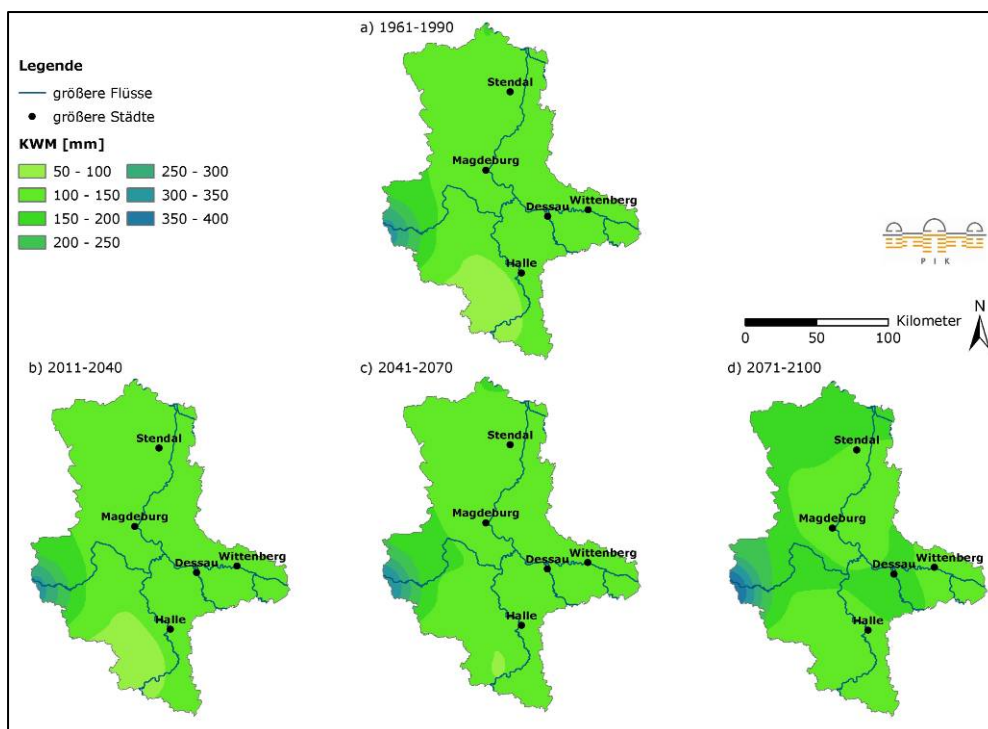 a) 1961-1990
Legende
größere Flüsse
größere Städte
KWM [mm]
50 - 100
250 - 300
100 - 150
300 - 350
150 - 200
350 - 400
200 - 250
Stendal
Magdeburg
Dessau
Wittenberg
Halle
P I K
N
Kilometer
0 50 100
b) 2011-2040
Stendal
Magdeburg
Dessau
Wittenberg
Halle
c) 2041-2070
Stendal
Magdeburg
Dessau
Wittenberg
Halle
d) 2071-2100
Stendal
Magdeburg
Dessau
Wittenberg
Halle